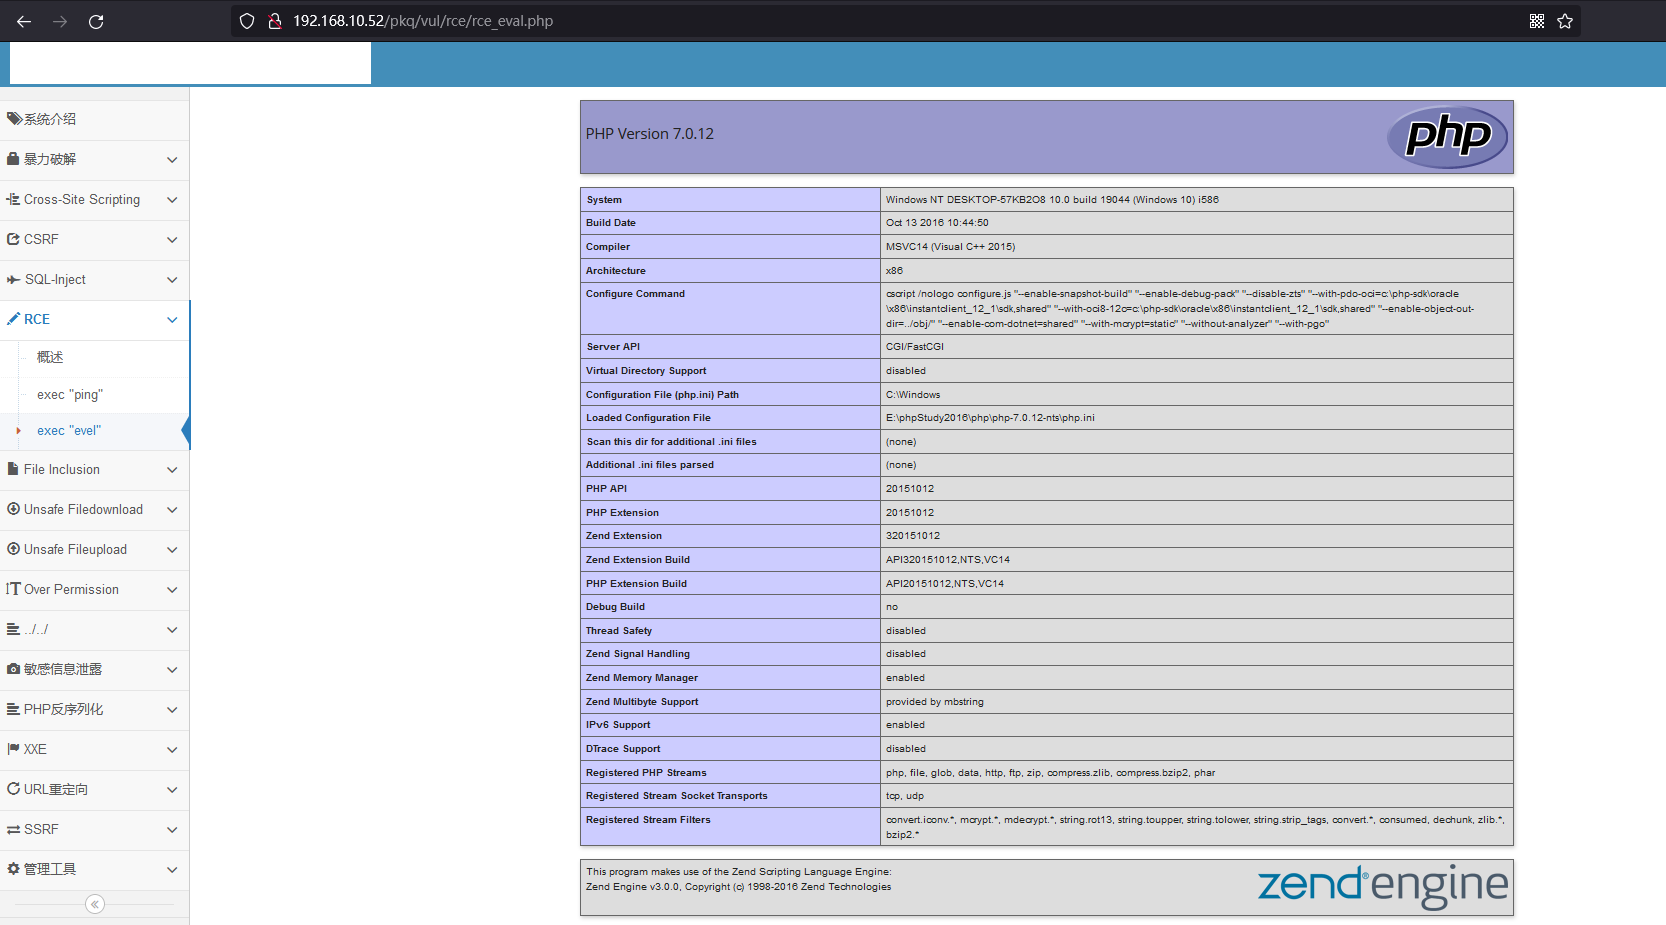 192.168.10.52/pkq/vul/rce/rce_eval.php
系统介绍
暴力破解
Cross-Site Scripting
CSRF
SQL-Inject
RCE
概述
exec "ping"
exec "evel"
File Inclusion
Unsafe Filedownload
Unsafe Fileupload
Over Permission
../../
敏感信息泄露
PHP反序列化
XXE
URL重定向
SSRF
管理工具
PHP Version 7.0.12
php
System Windows NT DESKTOP-57KB2O8 10.0 build 19044 (Windows 10) i586
Build Date Oct 13 2016 10:44:50
Compiler MSVC14 (Visual C++ 2015)
Architecture x86
Configure Command cscript /nologo configure.js "--enable-snapshot-build" "--enable-debug-pack" "--disable-zts" "--with-pdo-oci=c:\php-sdk\oracle
\x86\instantclient_12_1\sdk,shared" "--with-oci8-12c=c:\php-sdk\oracle\x86\instantclient_12_1\sdk,shared" "--enable-object-out-
dir=../obj/" "--enable-com-dotnet=shared" "--with-mcrypt=static" "--without-analyzer" "--with-pgo"
Server API CGI/FastCGI
Virtual Directory Support disabled
Configuration File (php.ini) Path C:\Windows
Loaded Configuration File E:\phpStudy2016\php\php-7.0.12-nts\php.ini
Scan this dir for additional .ini files (none)
Additional .ini files parsed (none)
PHP API 20151012
PHP Extension 20151012
Zend Extension 320151012
Zend Extension Build API320151012,NTS,VC14
PHP Extension Build API20151012,NTS,VC14
Debug Build no
Thread Safety disabled
Zend Signal Handling disabled
Zend Memory Manager enabled
Zend Multibyte Support provided by mbstring
IPv6 Support enabled
DTrace Support disabled
Registered PHP Streams php, file, glob, data, http, ftp, zip, compress.zlib, compress.bzip2, phar
Registered Stream Socket Transports tcp, udp
Registered Stream Filters convert.iconv.*, mcrypt.*, mdecrypt.*, string.rot13, string.toupper, string.tolower, string.strip_tags, convert.*, consumed, dechunk, zlib.*,
bzip2.*
This program makes use of the Zend Scripting Language Engine:
Zend Engine v3.0.0, Copyright (c) 1998-2016 Zend Technologies
zend® engine